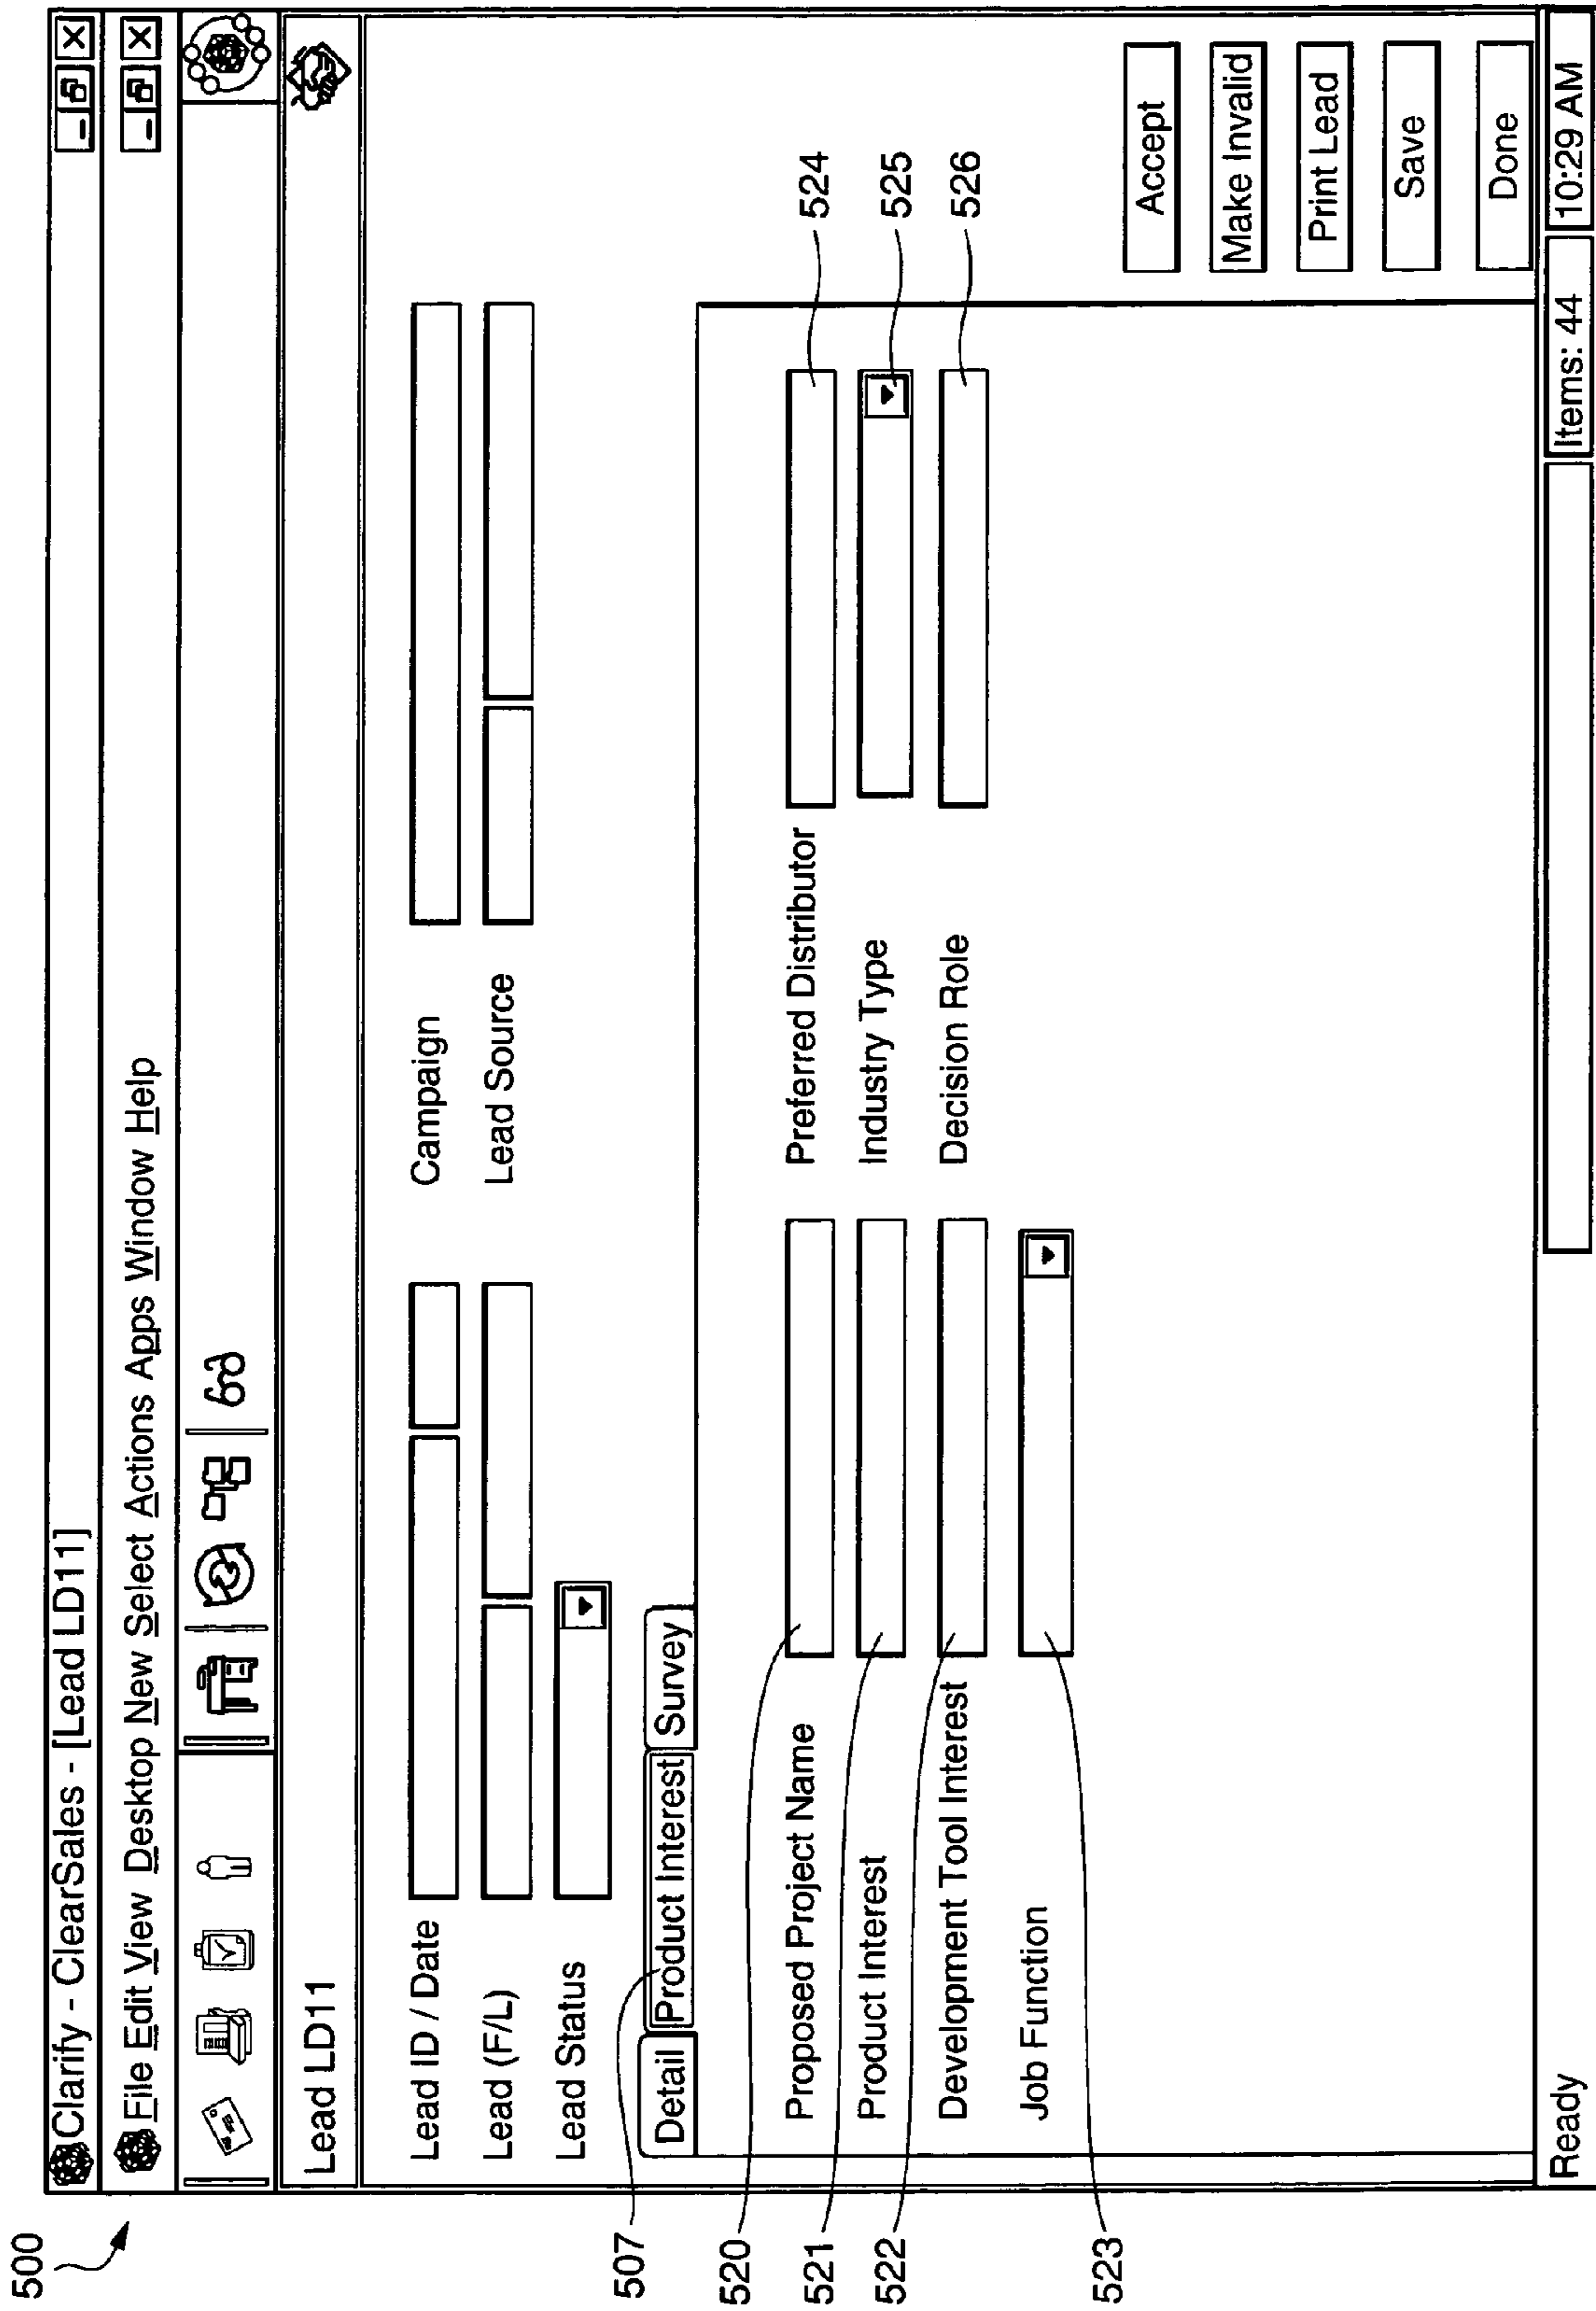 500
Clarify - ClearSales - [Lead LD11]
File Edit View Desktop New Select Actions Apps Window Help
Lead LD11
Lead ID / Date
Campaign
Lead (F/L)
Lead Source
Lead Status
507
Detail Product Interest Survey
520
Proposed Project Name
Preferred Distributor
524
521
Product Interest
Industry Type
525
522
Development Tool Interest
Decision Role
526
523
Job Function
Accept
Make Invalid
Print Lead
Save
Done
Ready
Items: 44
10:29 AM